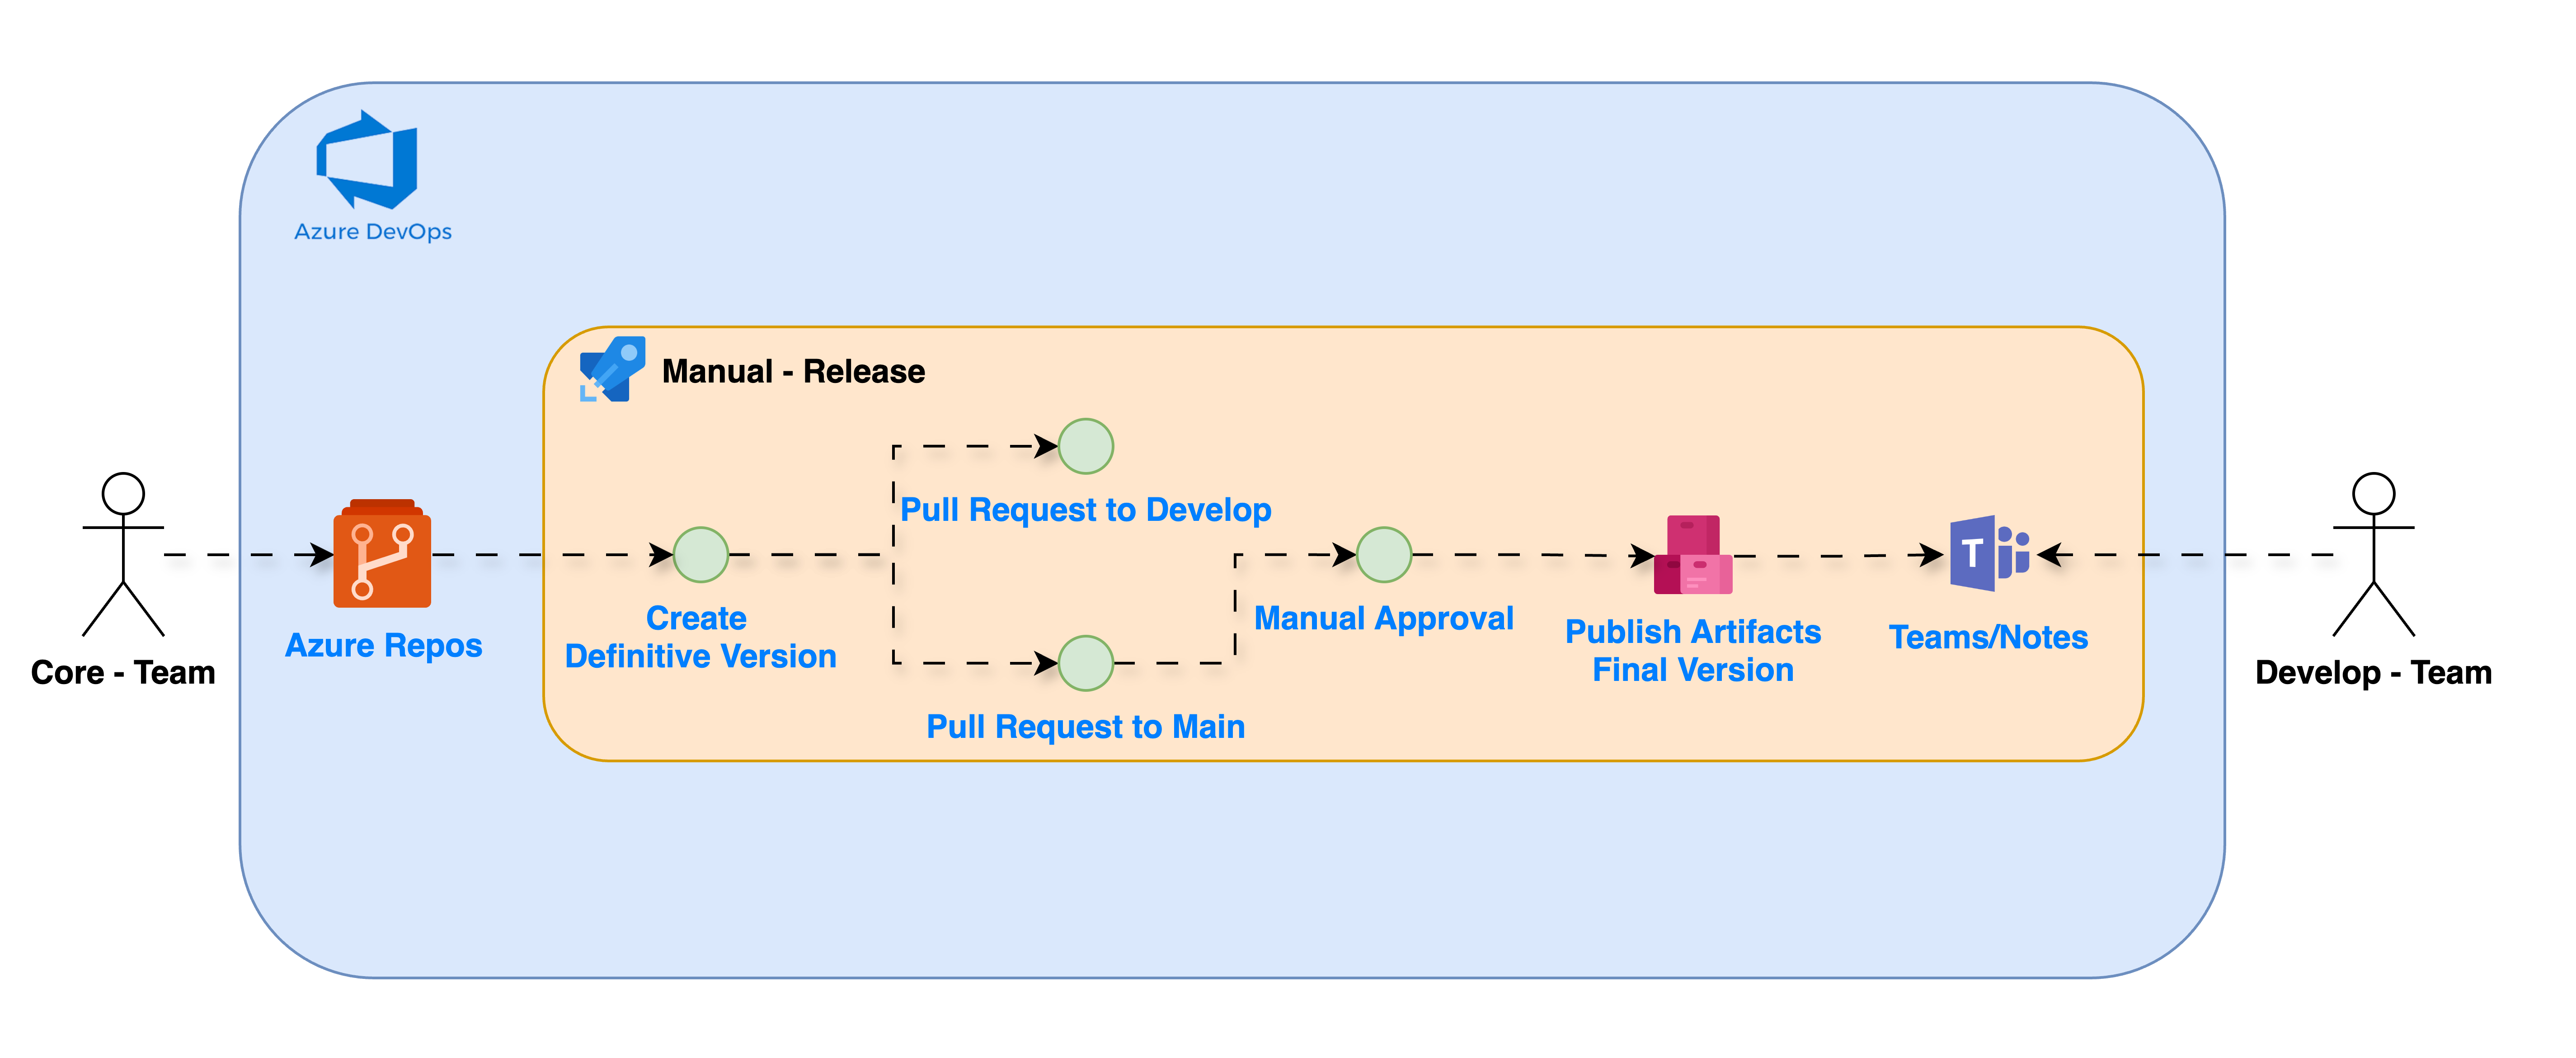 Azure DevOps
Manual - Release
Pull Request to Develop
Create
Definitive Version
Manual Approval
Publish Artifacts
Final Version
Teams/Notes
Azure Repos
Core - Team
Develop - Team
Pull Request to Main
T